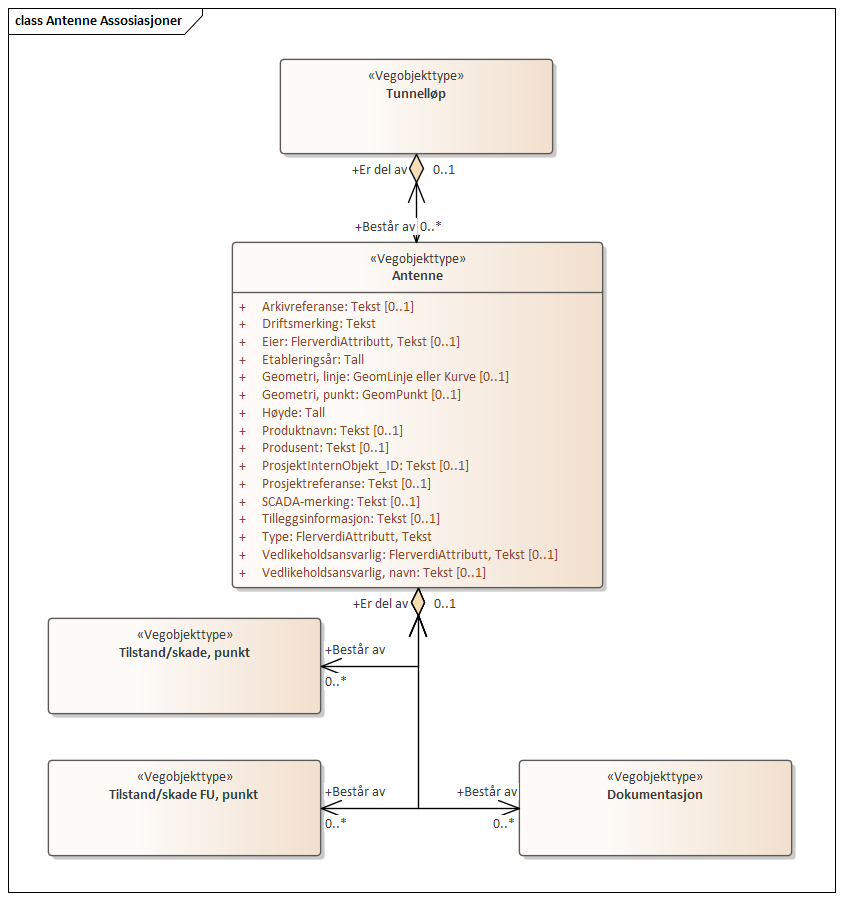 class Antenne Assosiasjoner
«Vegobjekttype»
Tunnelløp
+Er del av 0..1
+Består av 0..*
«Vegobjekttype»
Antenne
+ Arkivreferanse: Tekst [0..1]
+ Driftsmerking: Tekst
+ Eier: FlerverdiAttributt, Tekst [0..1]
+ Etableringsår: Tall
+ Geometri, linje: GeomLinje eller Kurve [0..1]
+ Geometri, punkt: GeomPunkt [0..1]
+ Høyde: Tall
+ Produktnavn: Tekst [0..1]
+ Produsent: Tekst [0..1]
+ ProsjektInternObjekt_ID: Tekst [0..1]
+ Prosjektreferanse: Tekst [0..1]
+ SCADA-merking: Tekst [0..1]
+ Tilleggsinformasjon: Tekst [0..1]
+ Type: FlerverdiAttributt, Tekst
+ Vedlikeholdsansvarlig: FlerverdiAttributt, Tekst [0..1]
+ Vedlikeholdsansvarlig, navn: Tekst [0..1]
+Er del av 0..1
«Vegobjekttype»
Tilstand/skade, punkt
+Består av
0..*
«Vegobjekttype»
Tilstand/skade FU, punkt
+Består av
0..*
+Består av
0..*
«Vegobjekttype»
Dokumentasjon